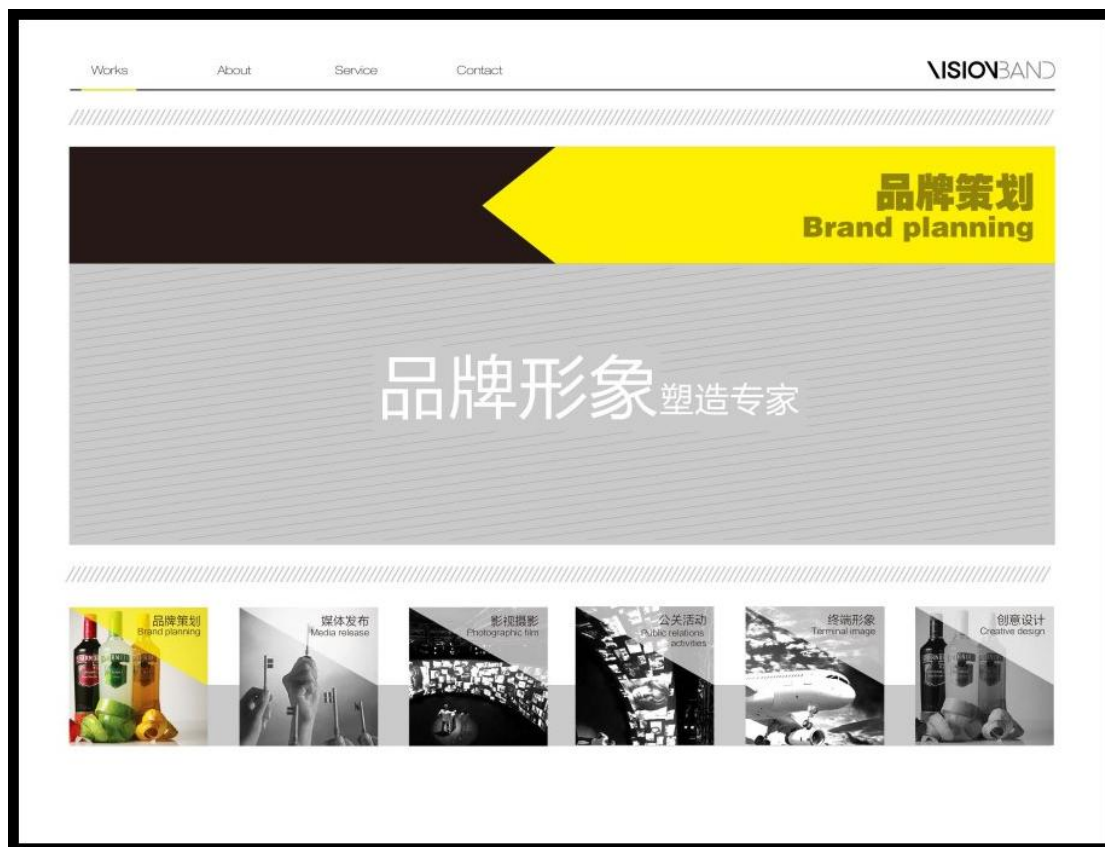 Works About Service Contact VISIONBAND
品牌策划
Brand planning
品牌形象塑造专家
品牌策划
Brand planning
媒体发布
Media release
影视摄影
Photographic film
公关活动
Public relations
activities
终端形象
Terminal image
创意设计
Creative design